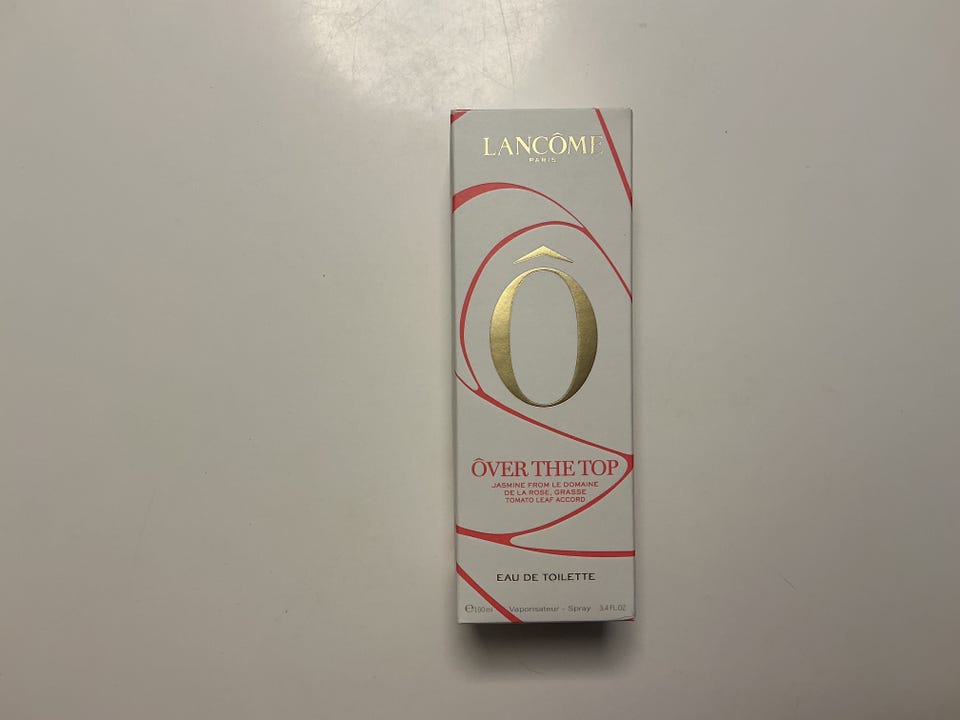 LANCÔME
PARIS
Ô
ÔVER THE TOP
JASMINE FROM LE DOMAINE
DE LA ROSE, GRASSE
TOMATO LEAF ACCORD
EAU DE TOILETTE
℮100 ml Vaporisateur - Spray 3.4 FL.OZ.